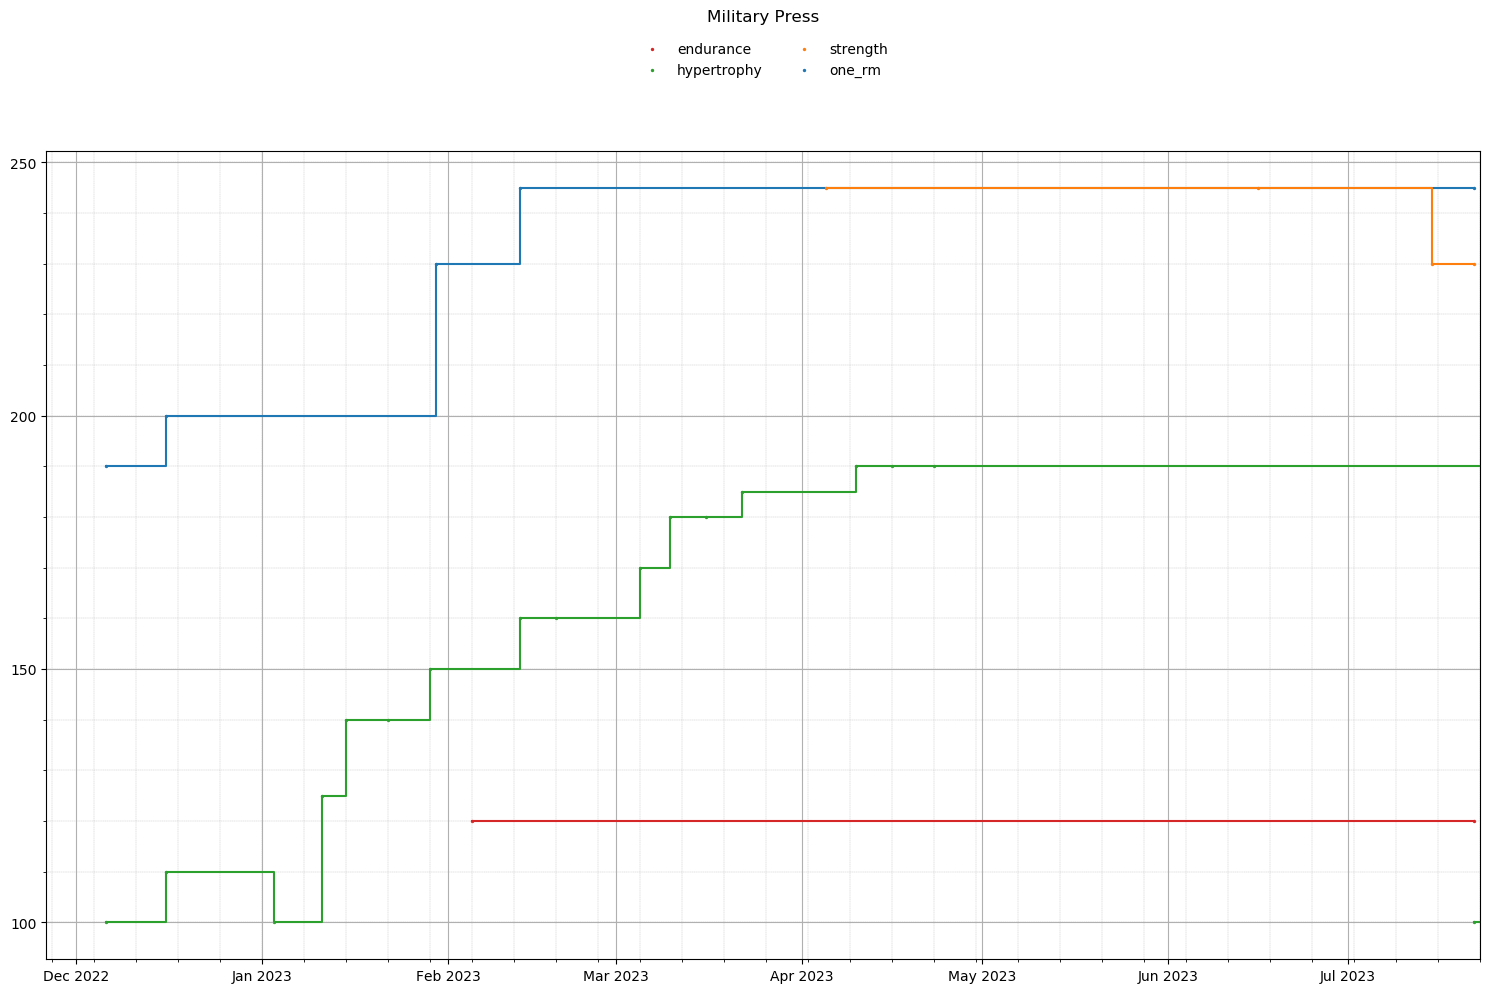 Military Press
endurance strength
hypertrophy one_rm
250
200
150
100
Dec 2022 Jan 2023 Feb 2023 Mar 2023 Apr 2023 May 2023 Jun 2023 Jul 2023